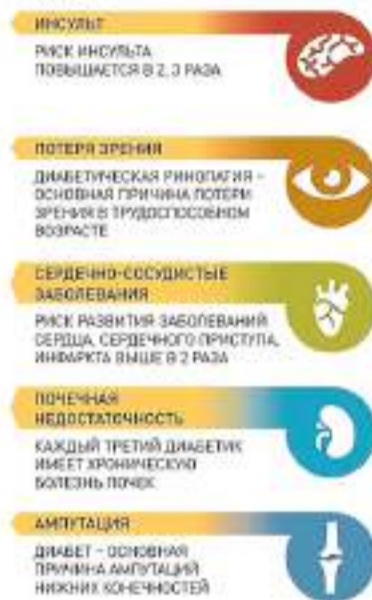 ИНСУЛЬТ
РИСК ИНСУЛЬТА
ПОВЫШАЕТСЯ В 2, 3 РАЗА
ПОТЕРЯ ЗРЕНИЯ
ДИАБЕТИЧЕСКАЯ РИНОПАТИЯ –
ОСНОВНАЯ ПРИЧИНА ПОТЕРИ
ЗРЕНИЯ В ТРУДОСПОСОБНОМ
ВОЗРАСТЕ
СЕРДЕЧНО-СОСУДИСТЫЕ
ЗАБОЛЕВАНИЯ
РИСК РАЗВИТИЯ ЗАБОЛЕВАНИЙ
СЕРДЦА, СЕРДЕЧНОГО ПРИСТУПА,
ИНФАРКТА ВЫШЕ В 2 РАЗА
ПОЧЕЧНАЯ
НЕДОСТАТОЧНОСТЬ
КАЖДЫЙ ТРЕТИЙ ДИАБЕТИК
ИМЕЕТ ХРОНИЧЕСКУЮ
БОЛЕЗНЬ ПОЧЕК
АМПУТАЦИЯ
ДИАБЕТ – ОСНОВНАЯ
ПРИЧИНА АМПУТАЦИЙ
НИЖНИХ КОНЕЧНОСТЕЙ